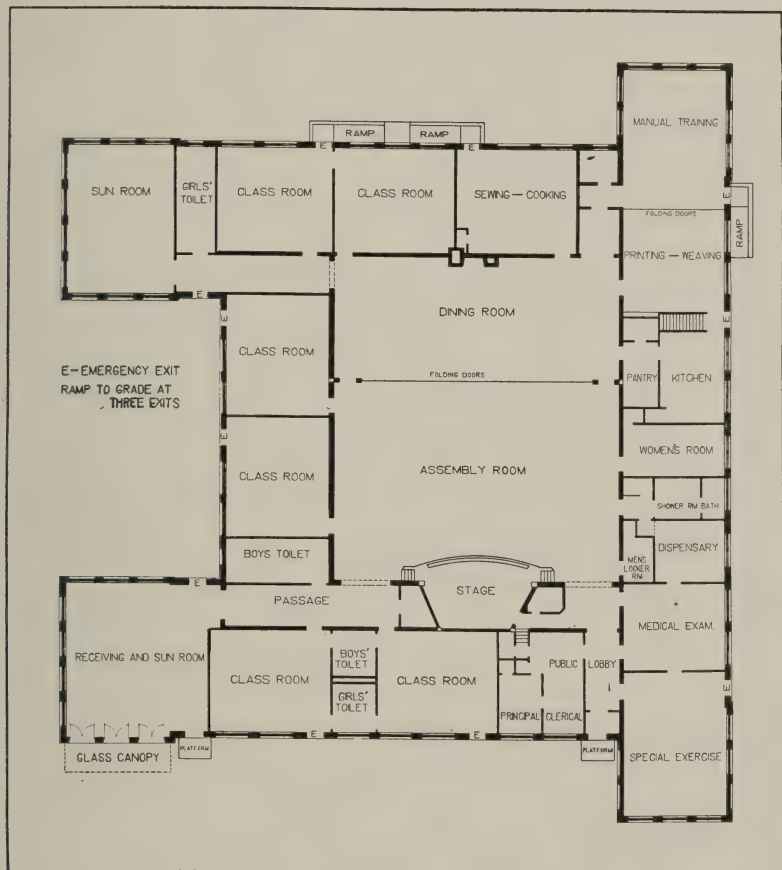 MANUAL TRAINING
RAMP
RAMP
E
E
SUN ROOM
GIRLS'
TOILET
CLASS ROOM
CLASS ROOM
SEWING — COOKING
E
RAMP
FOLDING DOORS
PRINTING — WEAVING
E
E
E
DINING ROOM
CLASS ROOM
E—EMERGENCY EXIT
RAMP TO GRADE AT
THREE EXITS
FOLDING DOORS
PANTRY
KITCHEN
E
WOMEN'S ROOM
CLASS ROOM
ASSEMBLY ROOM
SHOWER RM
BATH
BOYS TOILET
DISPENSARY
MEN'S
LOCKER
RM
E
PASSAGE
STAGE
MEDICAL EXAM.
RECEIVING AND SUN ROOM
CLASS ROOM
BOYS'
TOILET
GIRLS'
TOILET
CLASS ROOM
PUBLIC
LOBBY
PRINCIPAL
CLERICAL
E
E
E
PLATFORM
PLATFORM
GLASS CANOPY
SPECIAL EXERCISE